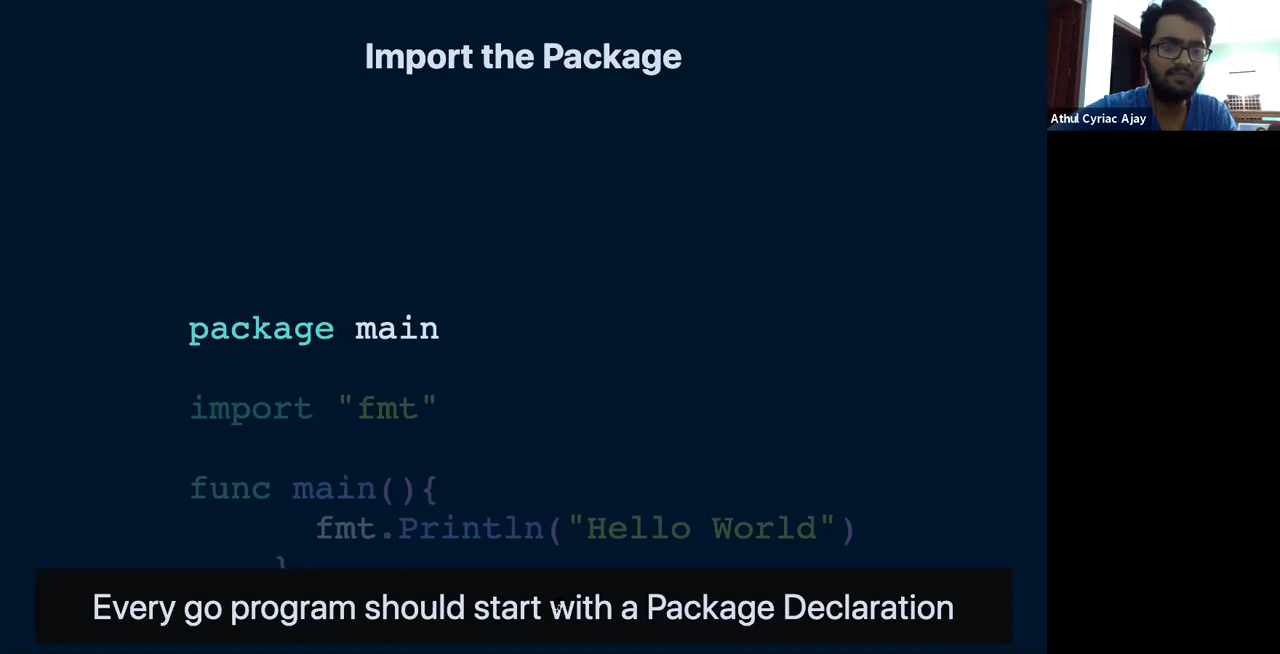 Import the Package
Athul Cyriac Ajay
package main
import "fmt"
func main(){
fmt.Println("Hello World")
}
Every go program should start with a Package Declaration